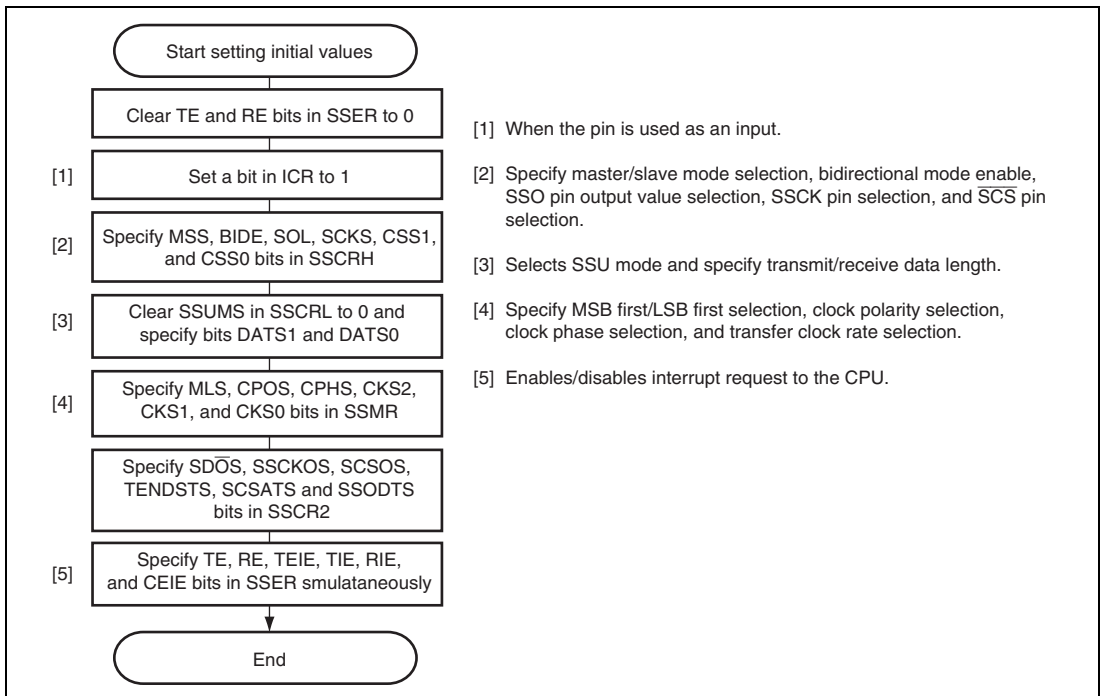 Start setting initial values
Clear TE and RE bits in SSER to 0
[1] Set a bit in ICR to 1
[2] Specify MSS, BIDE, SOL, SCKS, CSS1,
and CSS0 bits in SSCRH
[3] Clear SSUMS in SSCRL to 0 and
specify bits DATS1 and DATS0
[4] Specify MLS, CPOS, CPHS, CKS2,
CKS1, and CKS0 bits in SSMR
Specify SDO̅S, SSCKOS, SCSOS,
TENDSTS, SCSATS and SSODTS
bits in SSCR2
[5] Specify TE, RE, TEIE, TIE, RIE,
and CEIE bits in SSER smulataneously
End
[1] When the pin is used as an input.
[2] Specify master/slave mode selection, bidirectional mode enable,
SSO pin output value selection, SSCK pin selection, and S̅C̅S̅ pin
selection.
[3] Selects SSU mode and specify transmit/receive data length.
[4] Specify MSB first/LSB first selection, clock polarity selection,
clock phase selection, and transfer clock rate selection.
[5] Enables/disables interrupt request to the CPU.